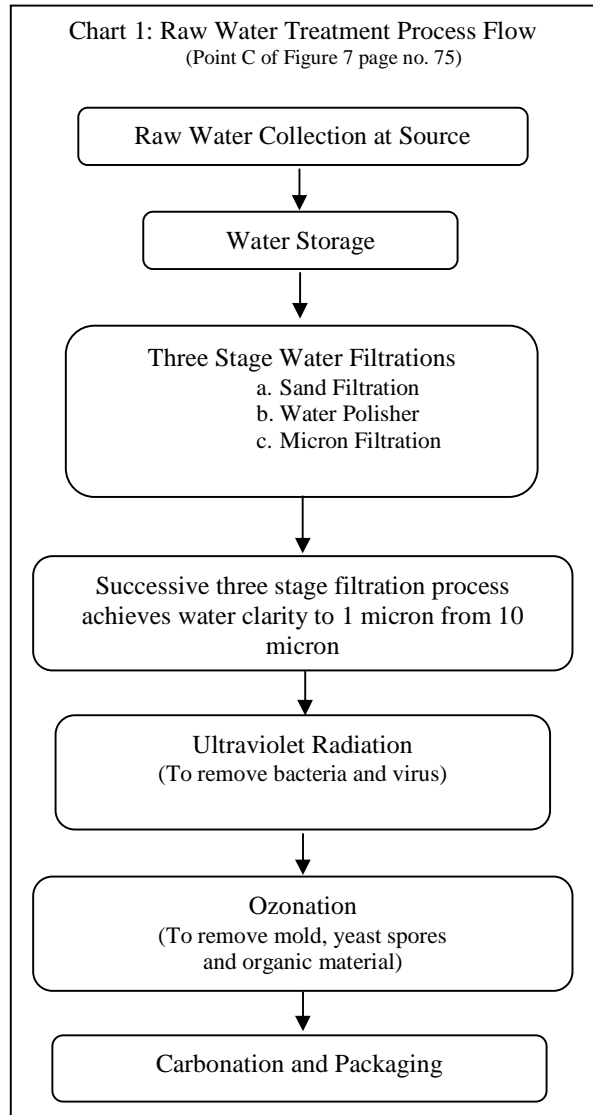 Chart 1: Raw Water Treatment Process Flow
(Point C of Figure 7 page no. 75)
Raw Water Collection at Source
Water Storage
Three Stage Water Filtrations
a. Sand Filtration
b. Water Polisher
c. Micron Filtration
Successive three stage filtration process
achieves water clarity to 1 micron from 10
micron
Ultraviolet Radiation
(To remove bacteria and virus)
Ozonation
(To remove mold, yeast spores
and organic material)
Carbonation and Packaging